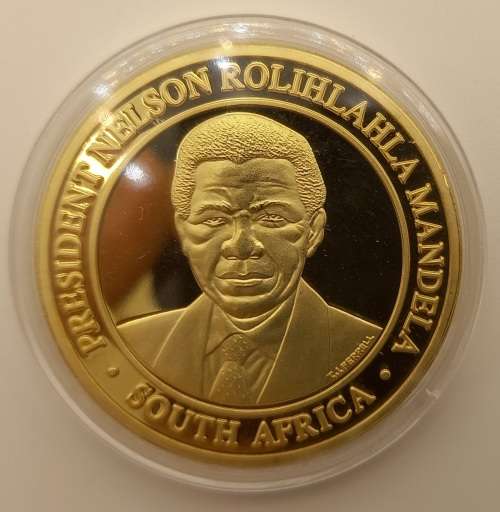 · PRESIDENT NELSON ROLIHLAHLA MANDELA ·
SOUTH AFRICA